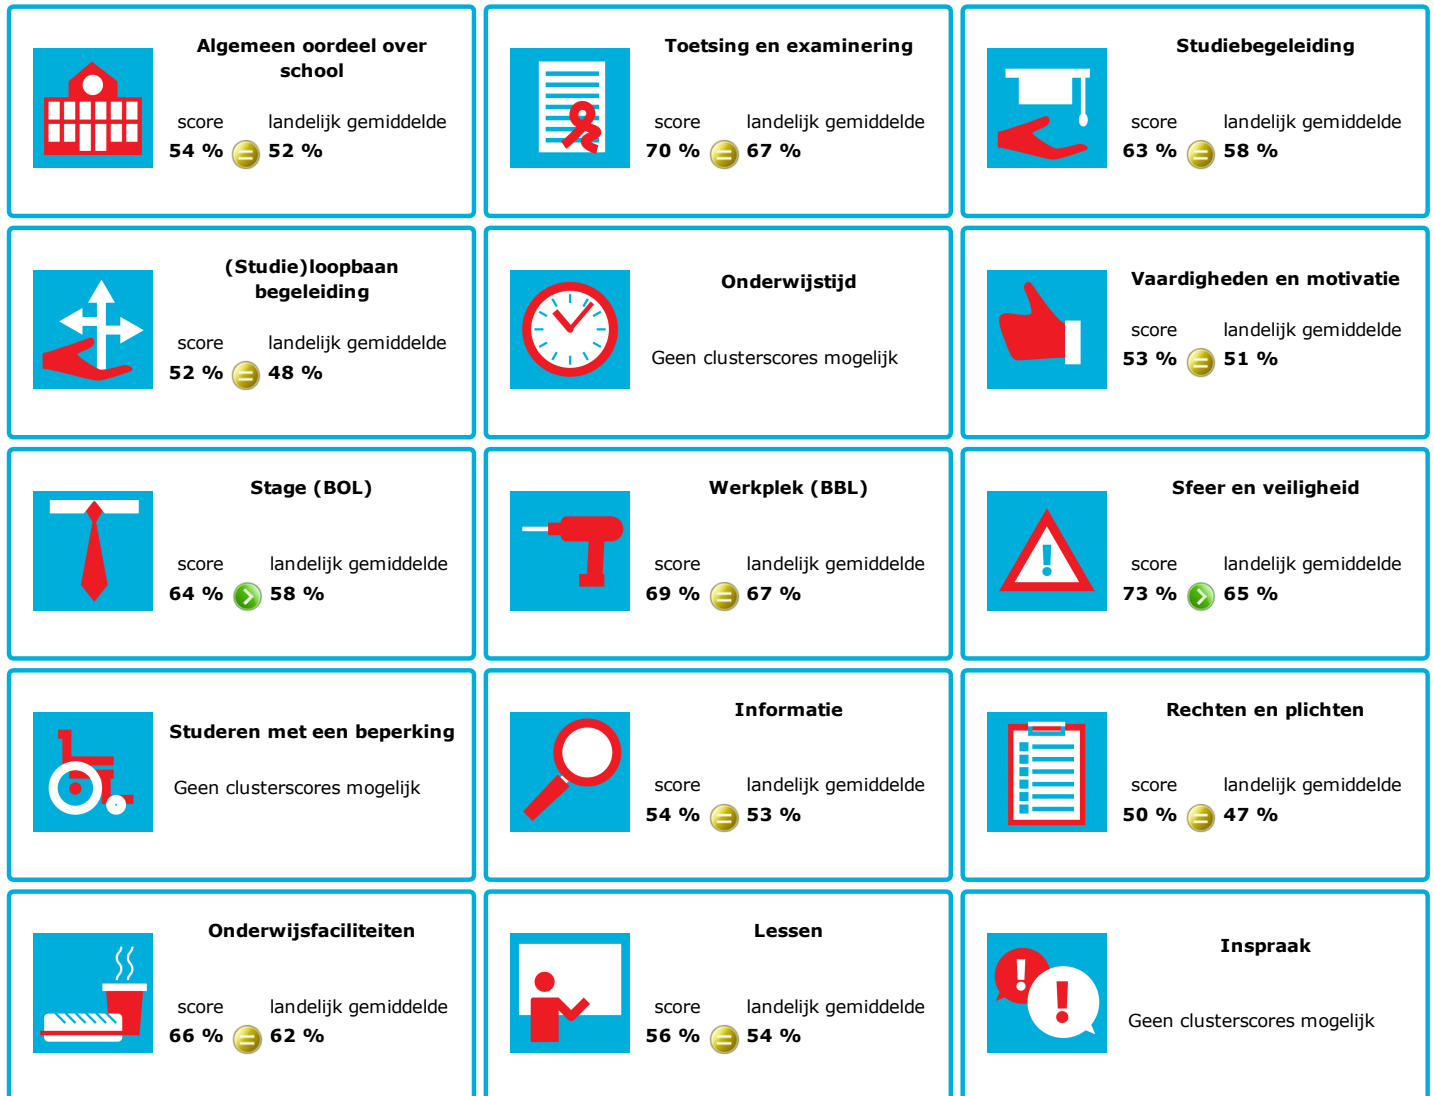 Algemeen oordeel over
school
score landelijk gemiddelde
54 % = 52 %
Toetsing en examinering
score landelijk gemiddelde
70 % = 67 %
Studiebegeleiding
score landelijk gemiddelde
63 % = 58 %
(Studie)loopbaan
begeleiding
score landelijk gemiddelde
52 % = 48 %
Onderwijstijd
Geen clusterscores mogelijk
Vaardigheden en motivatie
score landelijk gemiddelde
53 % = 51 %
Stage (BOL)
score landelijk gemiddelde
64 % > 58 %
Werkplek (BBL)
score landelijk gemiddelde
69 % = 67 %
Sfeer en veiligheid
!
score landelijk gemiddelde
73 % > 65 %
Studeren met een beperking
Geen clusterscores mogelijk
Informatie
score landelijk gemiddelde
54 % = 53 %
Rechten en plichten
score landelijk gemiddelde
50 % = 47 %
Onderwijsfaciliteiten
score landelijk gemiddelde
66 % = 62 %
Lessen
score landelijk gemiddelde
56 % = 54 %
Inspraak
! !
Geen clusterscores mogelijk